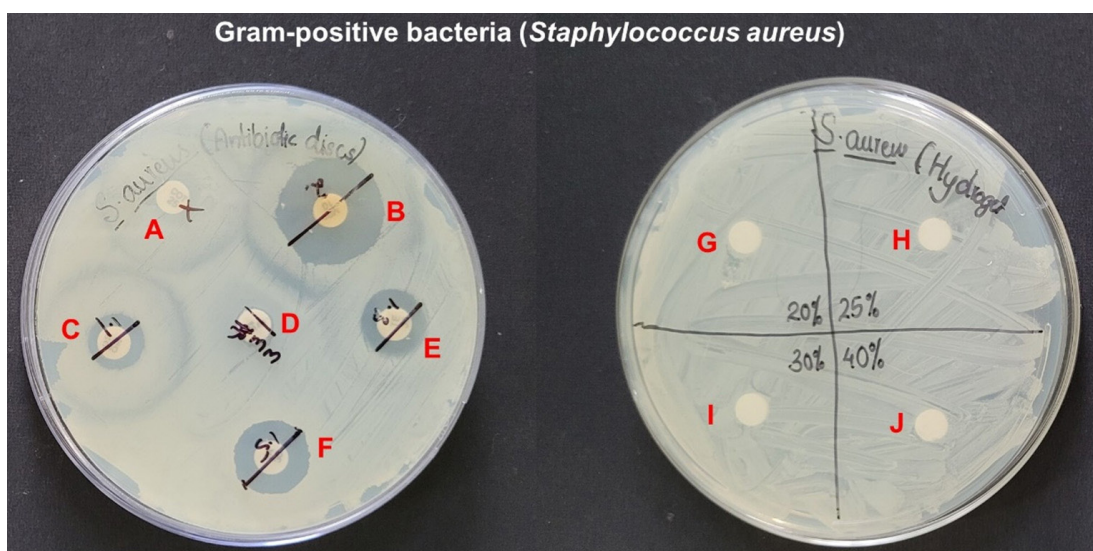 Gram-positive bacteria (Staphylococcus aureus)
S. aureus (Antibiotic discs)
A
B
C
D
E
F
S. aureus (Hydrogel
G
H
20% 25%
30% 40%
I
J